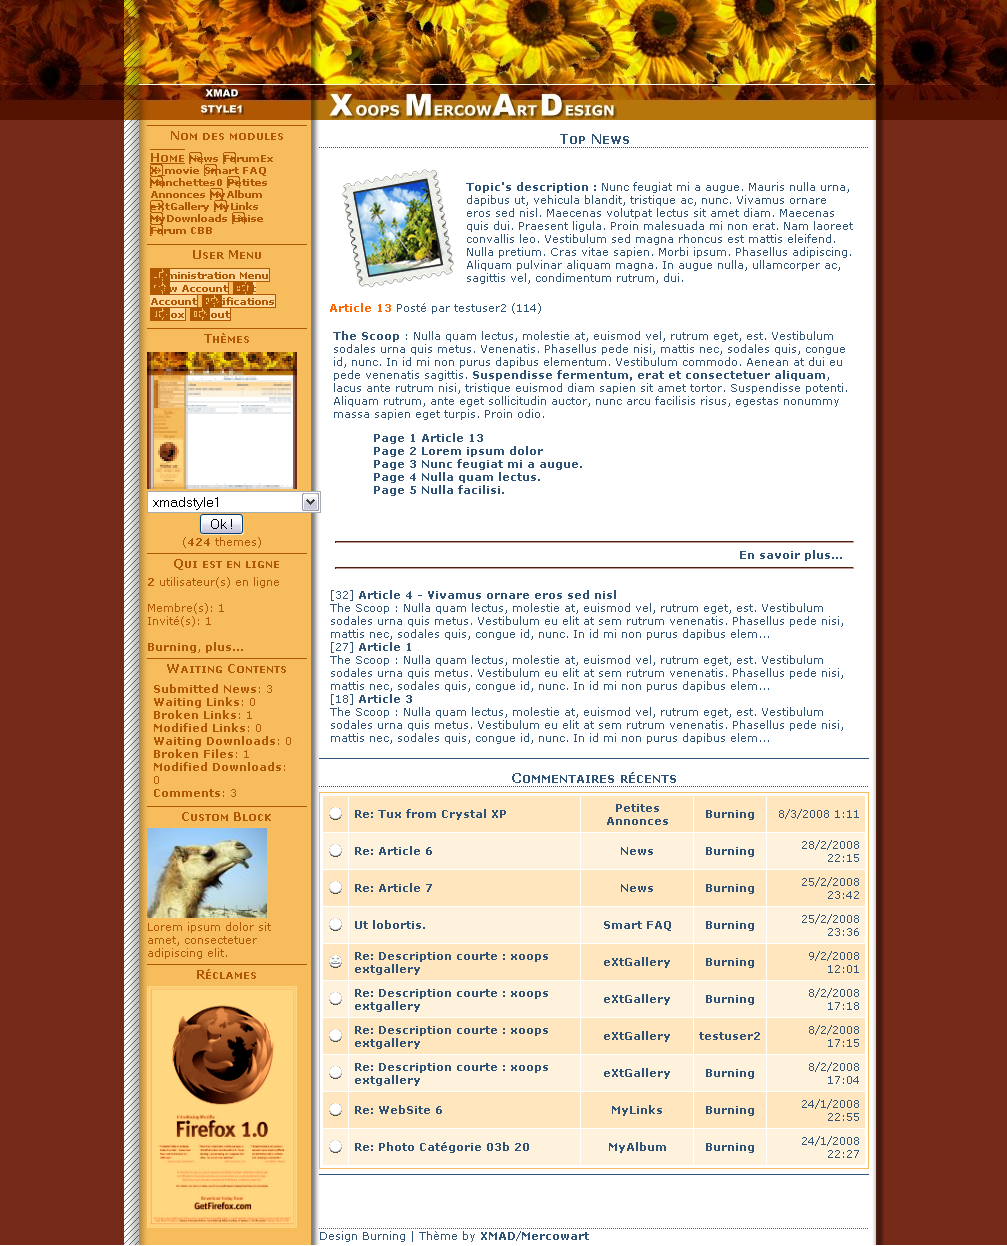 XMAD
STYLE1
Xoops MercowArt Design
Nom des modules
Home News ForumEx
X-movie Smart FAQ
Manchettes0 Petites
Annonces MyAlbum
eXtGallery MyLinks
MyDownloads Liaise
Forum CBB
User Menu
ministration Menu
w Account
Account fications
ox out
Thèmes
xmadstyle1
Ok!
(424 themes)
Qui est en ligne
2 utilisateur(s) en ligne
Membre(s): 1
Invité(s): 1
Burning, plus...
Waiting Contents
Submitted News: 3
Waiting Links: 0
Broken Links: 1
Modified Links: 0
Waiting Downloads: 0
Broken Files: 1
Modified Downloads:
0
Comments: 3
Custom Block
Lorem ipsum dolor sit
amet, consectetuer
adipiscing elit.
Réclames
Introducing Mozilla
Firefox 1.0
Download today from
GetFirefox.com
Top News
Topic's description : Nunc feugiat mi a augue. Mauris nulla urna,
dapibus ut, vehicula blandit, tristique ac, nunc. Vivamus ornare
eros sed nisl. Maecenas volutpat lectus sit amet diam. Maecenas
quis dui. Praesent ligula. Proin malesuada mi non erat. Nam laoreet
convallis leo. Vestibulum sed magna rhoncus est mattis eleifend.
Nulla pretium. Cras vitae sapien. Morbi ipsum. Phasellus adipiscing.
Aliquam pulvinar aliquam magna. In augue nulla, ullamcorper ac,
sagittis vel, condimentum rutrum, dui.
Article 13 Posté par testuser2 (114)
The Scoop : Nulla quam lectus, molestie at, euismod vel, rutrum eget, est. Vestibulum
sodales urna quis metus. Venenatis. Phasellus pede nisi, mattis nec, sodales quis, congue
id, nunc. In id mi non purus dapibus elementum. Vestibulum commodo. Aenean at dui eu
pede venenatis sagittis. Suspendisse fermentum, erat et consectetuer aliquam,
lacus ante rutrum nisi, tristique euismod diam sapien sit amet tortor. Suspendisse potenti.
Aliquam rutrum, ante eget sollicitudin auctor, nunc arcu facilisis risus, egestas nonummy
massa sapien eget turpis. Proin odio.
Page 1 Article 13
Page 2 Lorem ipsum dolor
Page 3 Nunc feugiat mi a augue.
Page 4 Nulla quam lectus.
Page 5 Nulla facilisi.
En savoir plus...
[32] Article 4 - Vivamus ornare eros sed nisl
The Scoop : Nulla quam lectus, molestie at, euismod vel, rutrum eget, est. Vestibulum
sodales urna quis metus. Vestibulum eu elit at sem rutrum venenatis. Phasellus pede nisi,
mattis nec, sodales quis, congue id, nunc. In id mi non purus dapibus elem...
[27] Article 1
The Scoop : Nulla quam lectus, molestie at, euismod vel, rutrum eget, est. Vestibulum
sodales urna quis metus. Vestibulum eu elit at sem rutrum venenatis. Phasellus pede nisi,
mattis nec, sodales quis, congue id, nunc. In id mi non purus dapibus elem...
[18] Article 3
The Scoop : Nulla quam lectus, molestie at, euismod vel, rutrum eget, est. Vestibulum
sodales urna quis metus. Vestibulum eu elit at sem rutrum venenatis. Phasellus pede nisi,
mattis nec, sodales quis, congue id, nunc. In id mi non purus dapibus elem...
Commentaires récents
Re: Tux from Crystal XP Petites Annonces Burning 8/3/2008 1:11
Re: Article 6 News Burning 28/2/2008 22:15
Re: Article 7 News Burning 25/2/2008 23:42
Ut lobortis. Smart FAQ Burning 25/2/2008 23:36
Re: Description courte : xoops extgallery eXtGallery Burning 9/2/2008 12:01
Re: Description courte : xoops extgallery eXtGallery Burning 8/2/2008 17:18
Re: Description courte : xoops extgallery eXtGallery testuser2 8/2/2008 17:15
Re: Description courte : xoops extgallery eXtGallery Burning 8/2/2008 17:04
Re: WebSite 6 MyLinks Burning 24/1/2008 22:55
Re: Photo Catégorie 03b 20 MyAlbum Burning 24/1/2008 22:27
Design Burning | Thème by XMAD/Mercowart